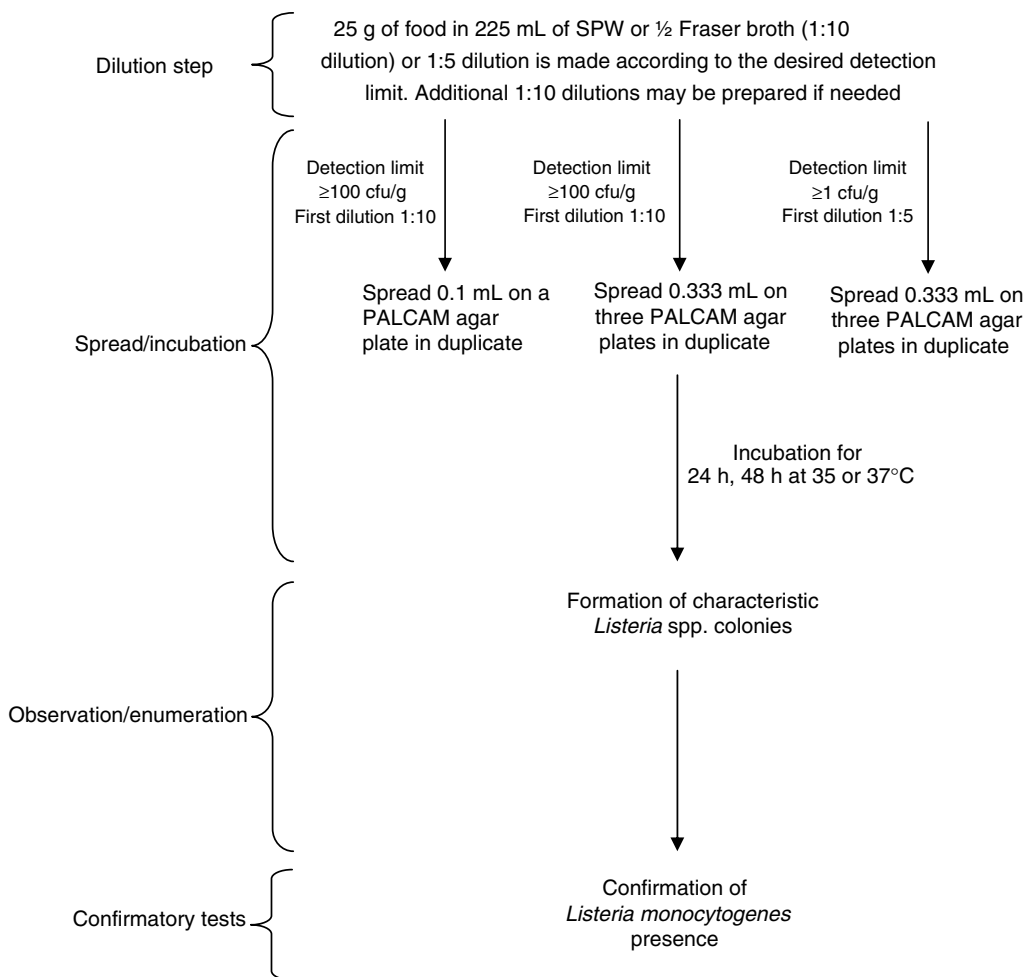 25 g of food in 225 mL of SPW or ½ Fraser broth (1:10
dilution) or 1:5 dilution is made according to the desired detection
limit. Additional 1:10 dilutions may be prepared if needed
Dilution step
Detection limit
≥100 cfu/g
First dilution 1:10
Detection limit
≥100 cfu/g
First dilution 1:10
Detection limit
≥1 cfu/g
First dilution 1:5
Spread 0.1 mL on a
PALCAM agar
plate in duplicate
Spread 0.333 mL on
three PALCAM agar
plates in duplicate
Spread 0.333 mL on
three PALCAM agar
plates in duplicate
Spread/incubation
Incubation for
24 h, 48 h at 35 or 37°C
Formation of characteristic
Listeria spp. colonies
Observation/enumeration
Confirmation of
Listeria monocytogenes
presence
Confirmatory tests